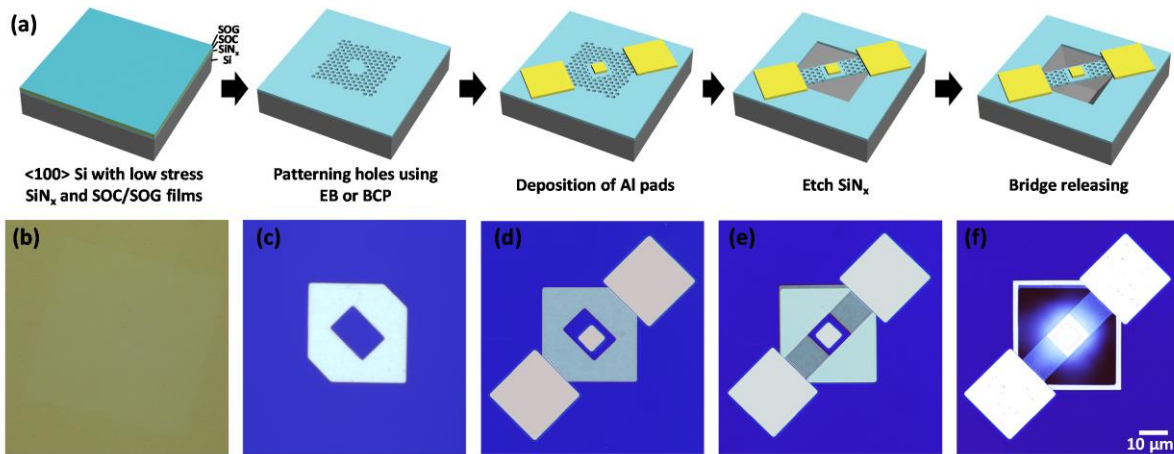 (a)
SOG
SOC
SiNₓ
Si
<100> Si with low stress
SiNₓ and SOC/SOG films
Patterning holes using
EB or BCP
Deposition of Al pads
Etch SiNₓ
Bridge releasing
(b)
(c)
(d)
(e)
(f)
10 µm